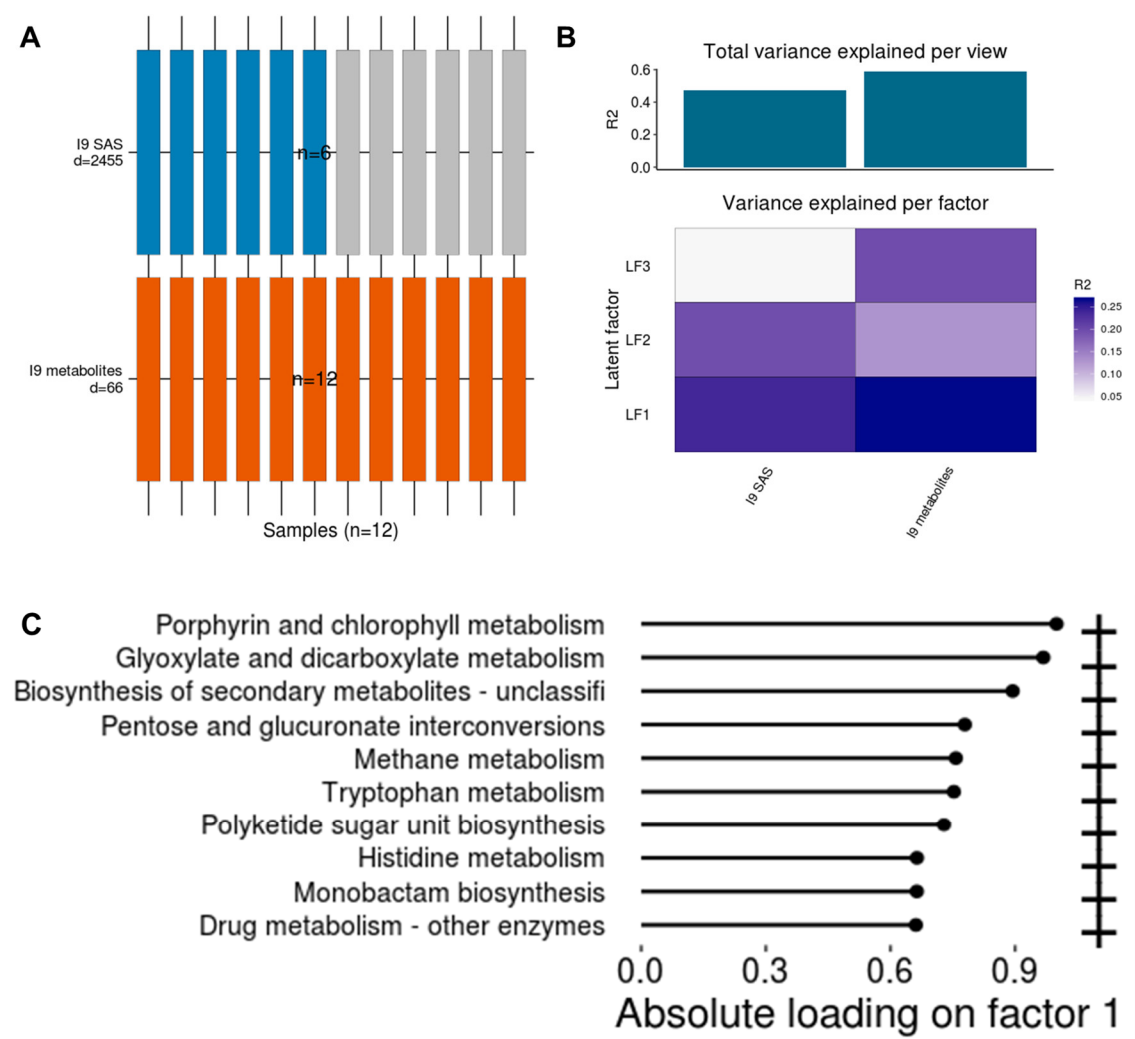 A
I9 SAS
d=2455
n=6
I9 metabolites
d=66
n=12
Samples (n=12)
B
Total variance explained per view
R2
0.6
0.4
0.2
0.0
Variance explained per factor
Latent factor
LF3
LF2
LF1
R2
0.25
0.20
0.15
0.10
0.05
I9 SAS
I9 metabolites
C
Porphyrin and chlorophyll metabolism
Glyoxylate and dicarboxylate metabolism
Biosynthesis of secondary metabolites - unclassifi
Pentose and glucuronate interconversions
Methane metabolism
Tryptophan metabolism
Polyketide sugar unit biosynthesis
Histidine metabolism
Monobactam biosynthesis
Drug metabolism - other enzymes
0.0 0.3 0.6 0.9
Absolute loading on factor 1